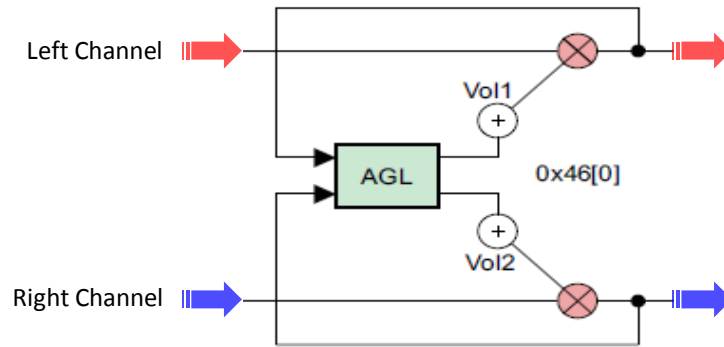 Left Channel
Vol1
+
AGL
0x46[0]
+
Vol2
Right Channel